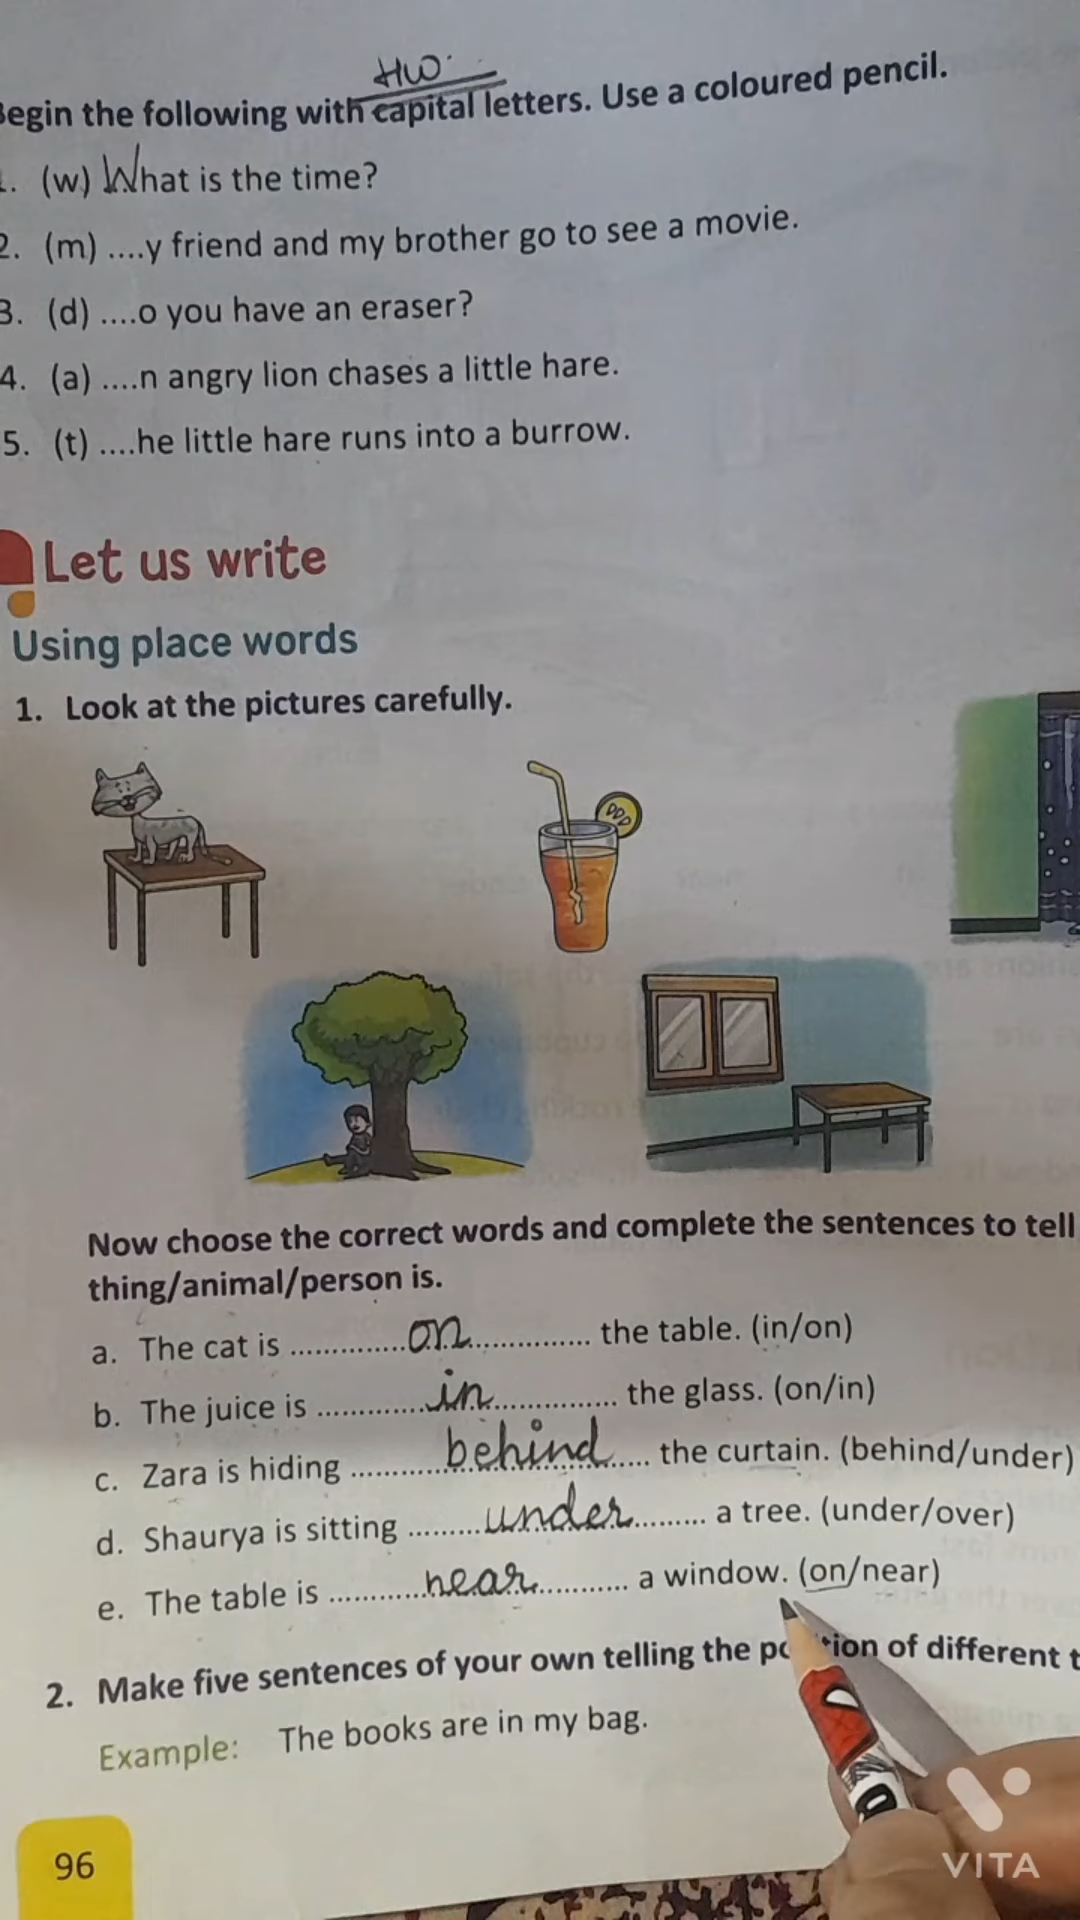 HW.
Begin the following with capital letters. Use a coloured pencil.
1. (w) What is the time?
2. (m) ....y friend and my brother go to see a movie.
3. (d) ....o you have an eraser?
4. (a) ....n angry lion chases a little hare.
5. (t) ....he little hare runs into a burrow.
Let us write
Using place words
1. Look at the pictures carefully.
Now choose the correct words and complete the sentences to tell
thing/animal/person is.
a. The cat is ..............on................ the table. (in/on)
b. The juice is ..............in................ the glass. (on/in)
c. Zara is hiding ..........behind..... the curtain. (behind/under)
d. Shaurya is sitting .........under.......... a tree. (under/over)
e. The table is ...........near............ a window. (on/near)
2. Make five sentences of your own telling the po tion of different t
Example: The books are in my bag.
96
VITA